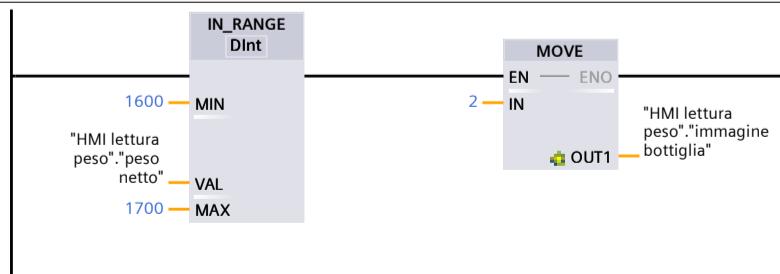 IN_RANGE
DInt
1600
MIN
"HMI lettura
peso"."peso
netto"
VAL
1700
MAX
MOVE
EN
ENO
2
IN
OUT1
"HMI lettura
peso"."immagine
bottiglia"